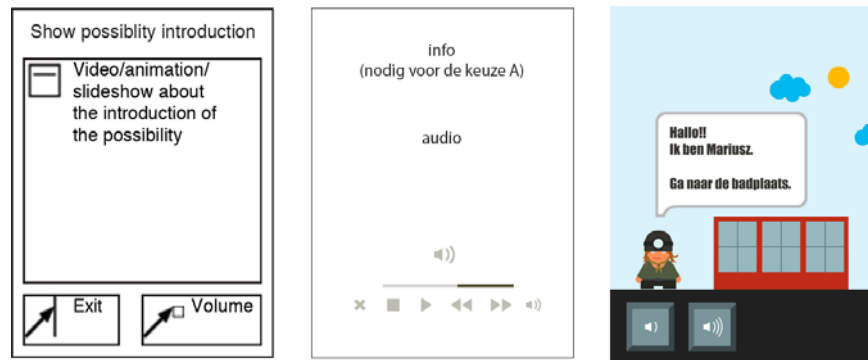 Show possiblity introduction
Video/animation/
slideshow about
the introduction of
the possibility
Exit
Volume
info
(nodig voor de keuze A)
audio
Hallo!!
Ik ben Mariusz.
Ga naar de badplaats.